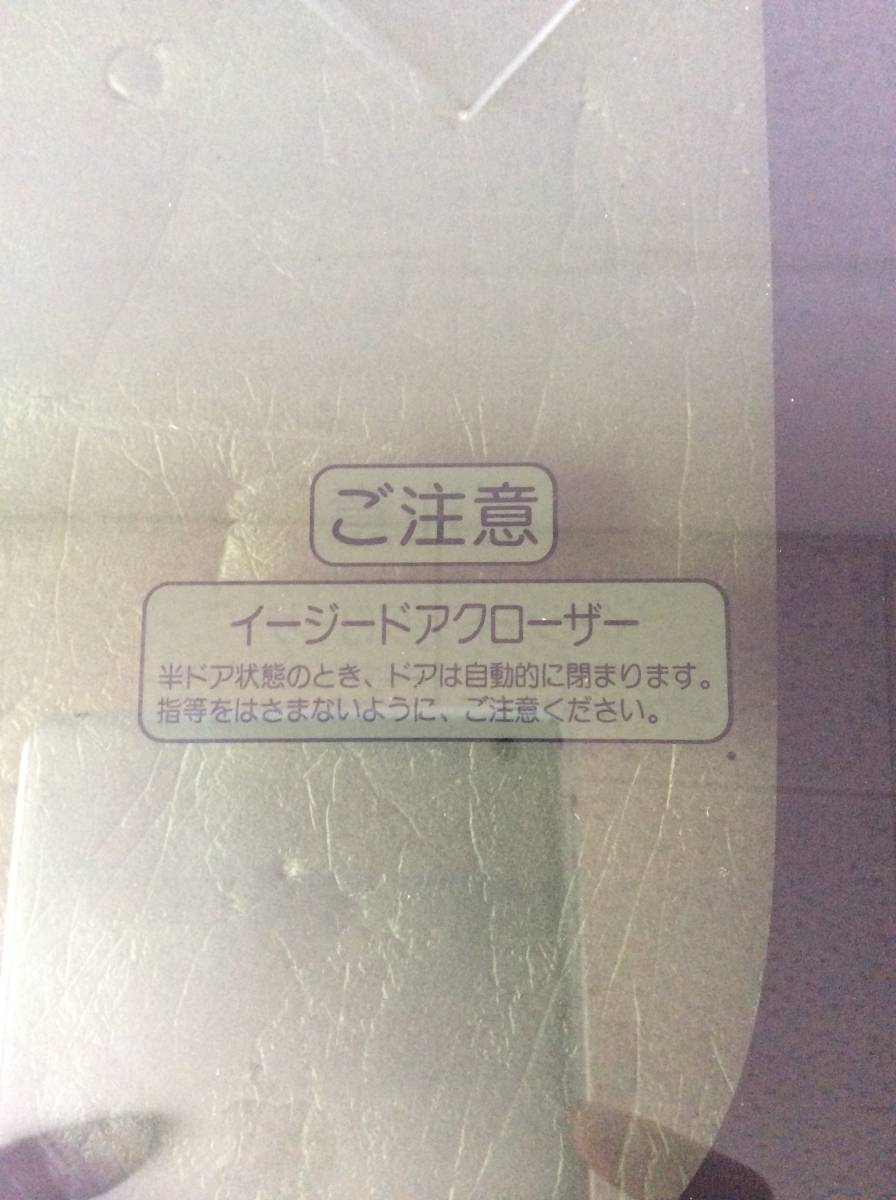 ご注意
イージードアクローザー
半ドア状態のとき、ドアは自動的に閉まります。
指等をはさまないように、ご注意ください。